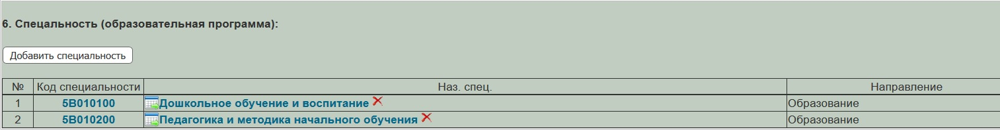 6. Спецальность (образовательная программа):
Добавить специальность
№ Код специальности Наз. спец. Направление
1 5B010100 Дошкольное обучение и воспитание Образование
2 5B010200 Педагогика и методика начального обучения Образование